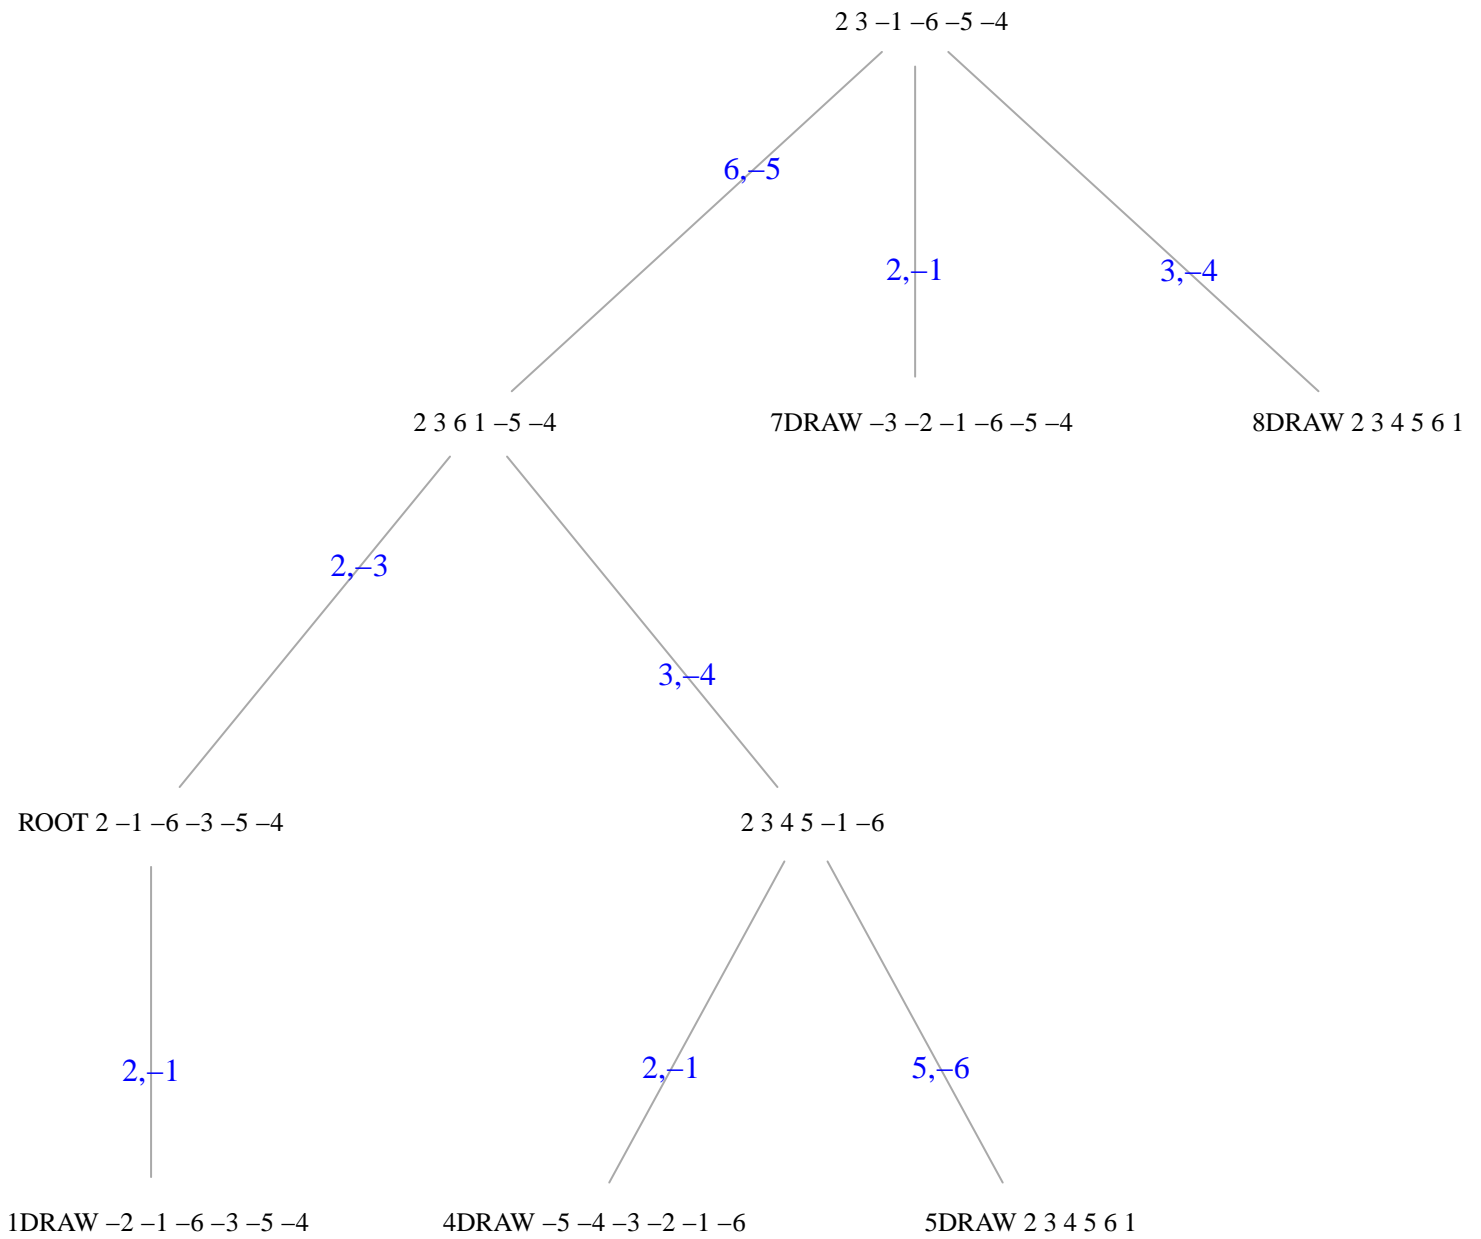 2 3 –1 –6 –5 –4
6,–5
2,–1
3,–4
2 3 6 1 –5 –4
7DRAW –3 –2 –1 –6 –5 –4
8DRAW 2 3 4 5 6 1
2,–3
3,–4
ROOT 2 –1 –6 –3 –5 –4
2 3 4 5 –1 –6
2,–1
2,–1
5,–6
1DRAW –2 –1 –6 –3 –5 –4
4DRAW –5 –4 –3 –2 –1 –6
5DRAW 2 3 4 5 6 1